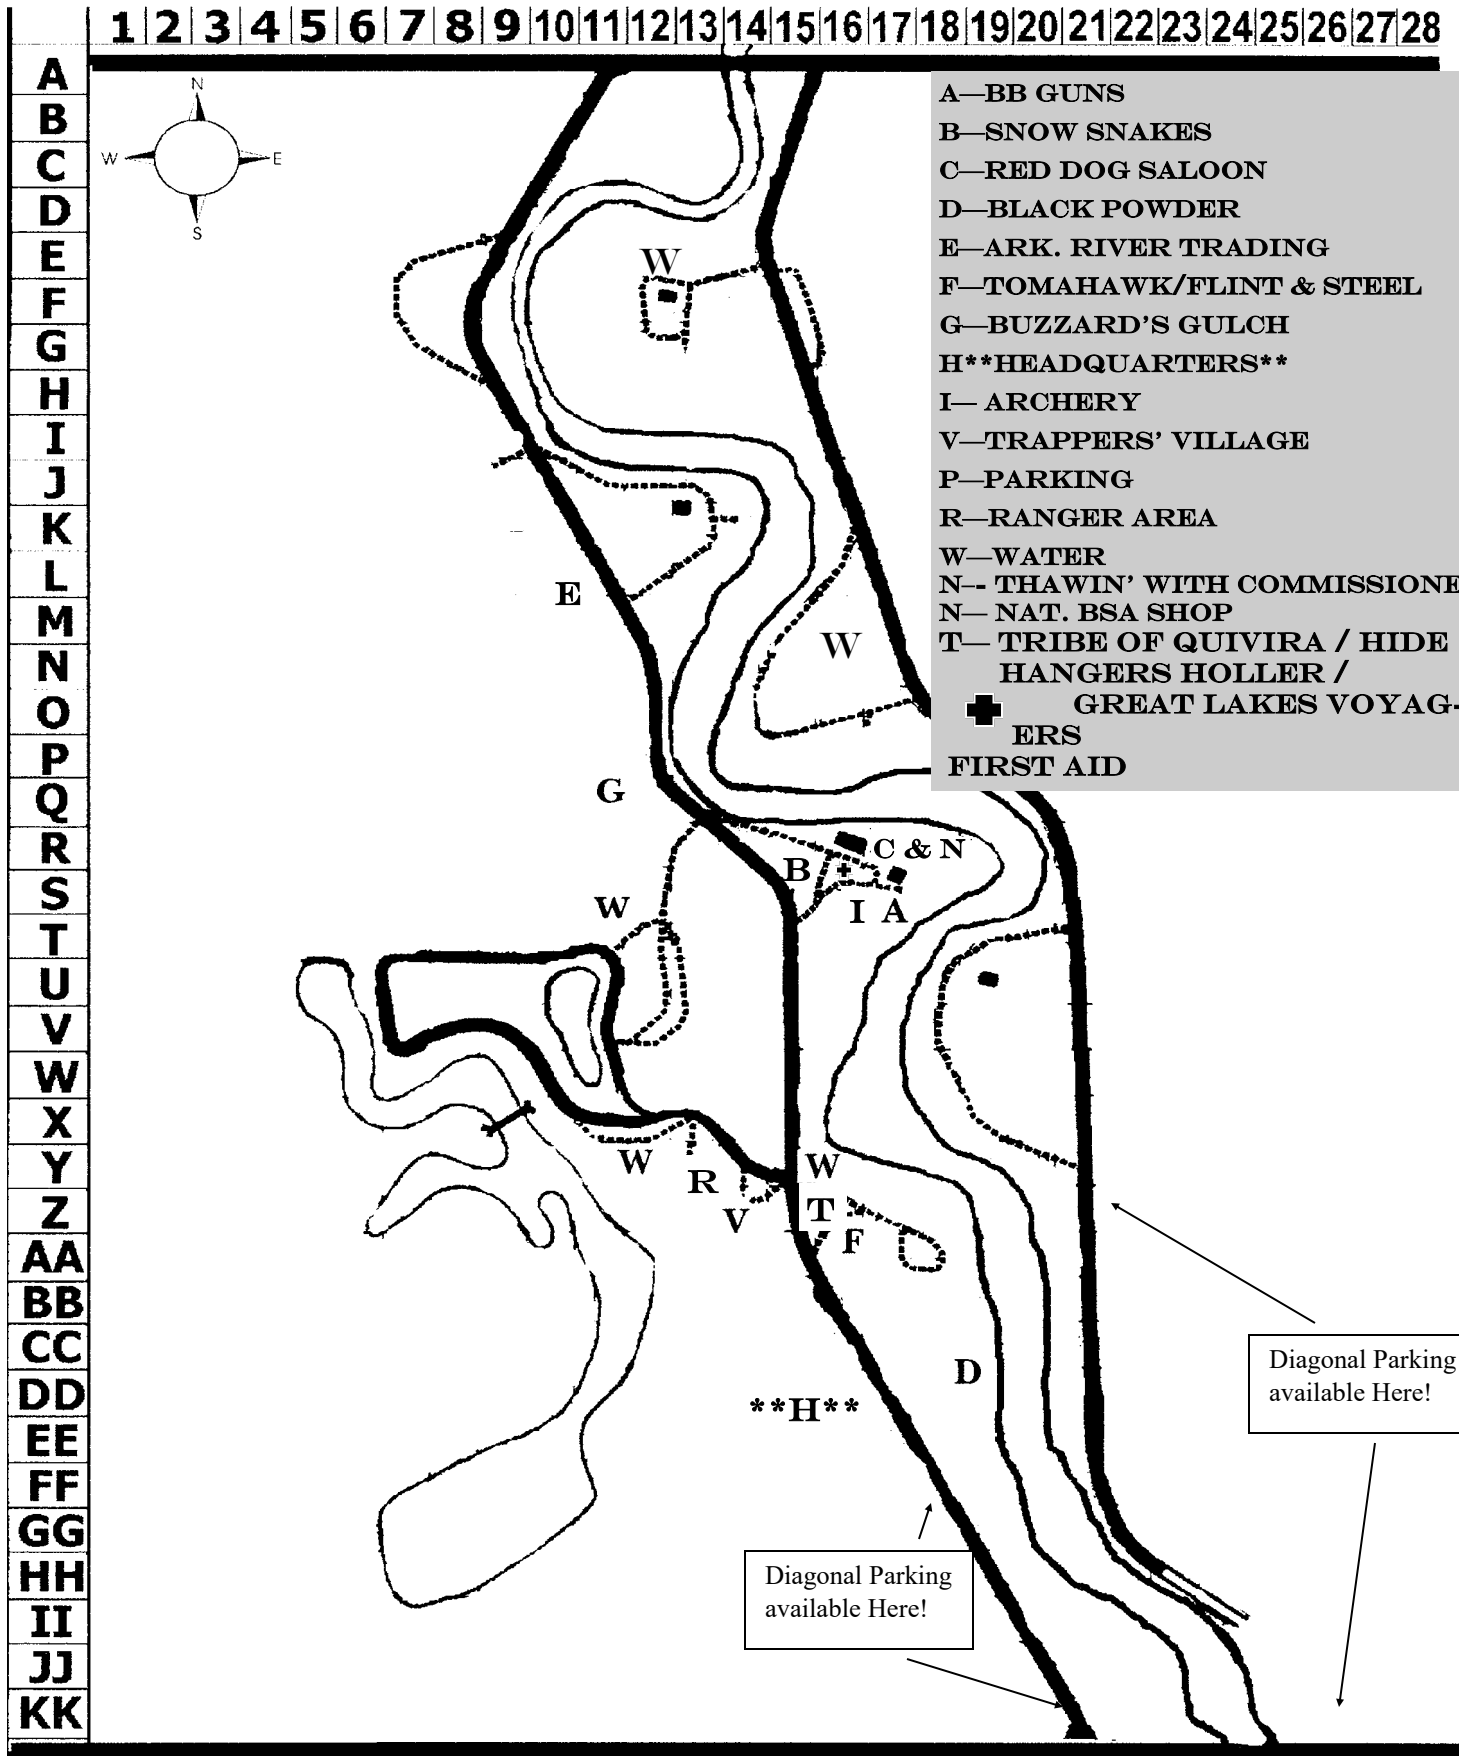 1 2 3 4 5 6 7 8 9 10 11 12 13 14 15 16 17 18 19 20 21 22 23 24 25 26 27 28
A
B
C
D
E
F
G
H
I
J
K
L
M
N
O
P
Q
R
S
T
U
V
W
X
Y
Z
AA
BB
CC
DD
EE
FF
GG
HH
II
JJ
KK
N
W
E
S
A—BB GUNS
B—SNOW SNAKES
C—RED DOG SALOON
D—BLACK POWDER
E—ARK. RIVER TRADING
F—TOMAHAWK/FLINT & STEEL
G—BUZZARD'S GULCH
H**HEADQUARTERS**
I— ARCHERY
V—TRAPPERS' VILLAGE
P—PARKING
R—RANGER AREA
W—WATER
N-- THAWIN' WITH COMMISSIONE
N— NAT. BSA SHOP
T— TRIBE OF QUIVIRA / HIDE
HANGERS HOLLER /
GREAT LAKES VOYAG-
ERS
FIRST AID
W
E
W
G
C & N
B
I A
W
W
W
R
T
V
F
D
**H**
Diagonal Parking
available Here!
Diagonal Parking
available Here!